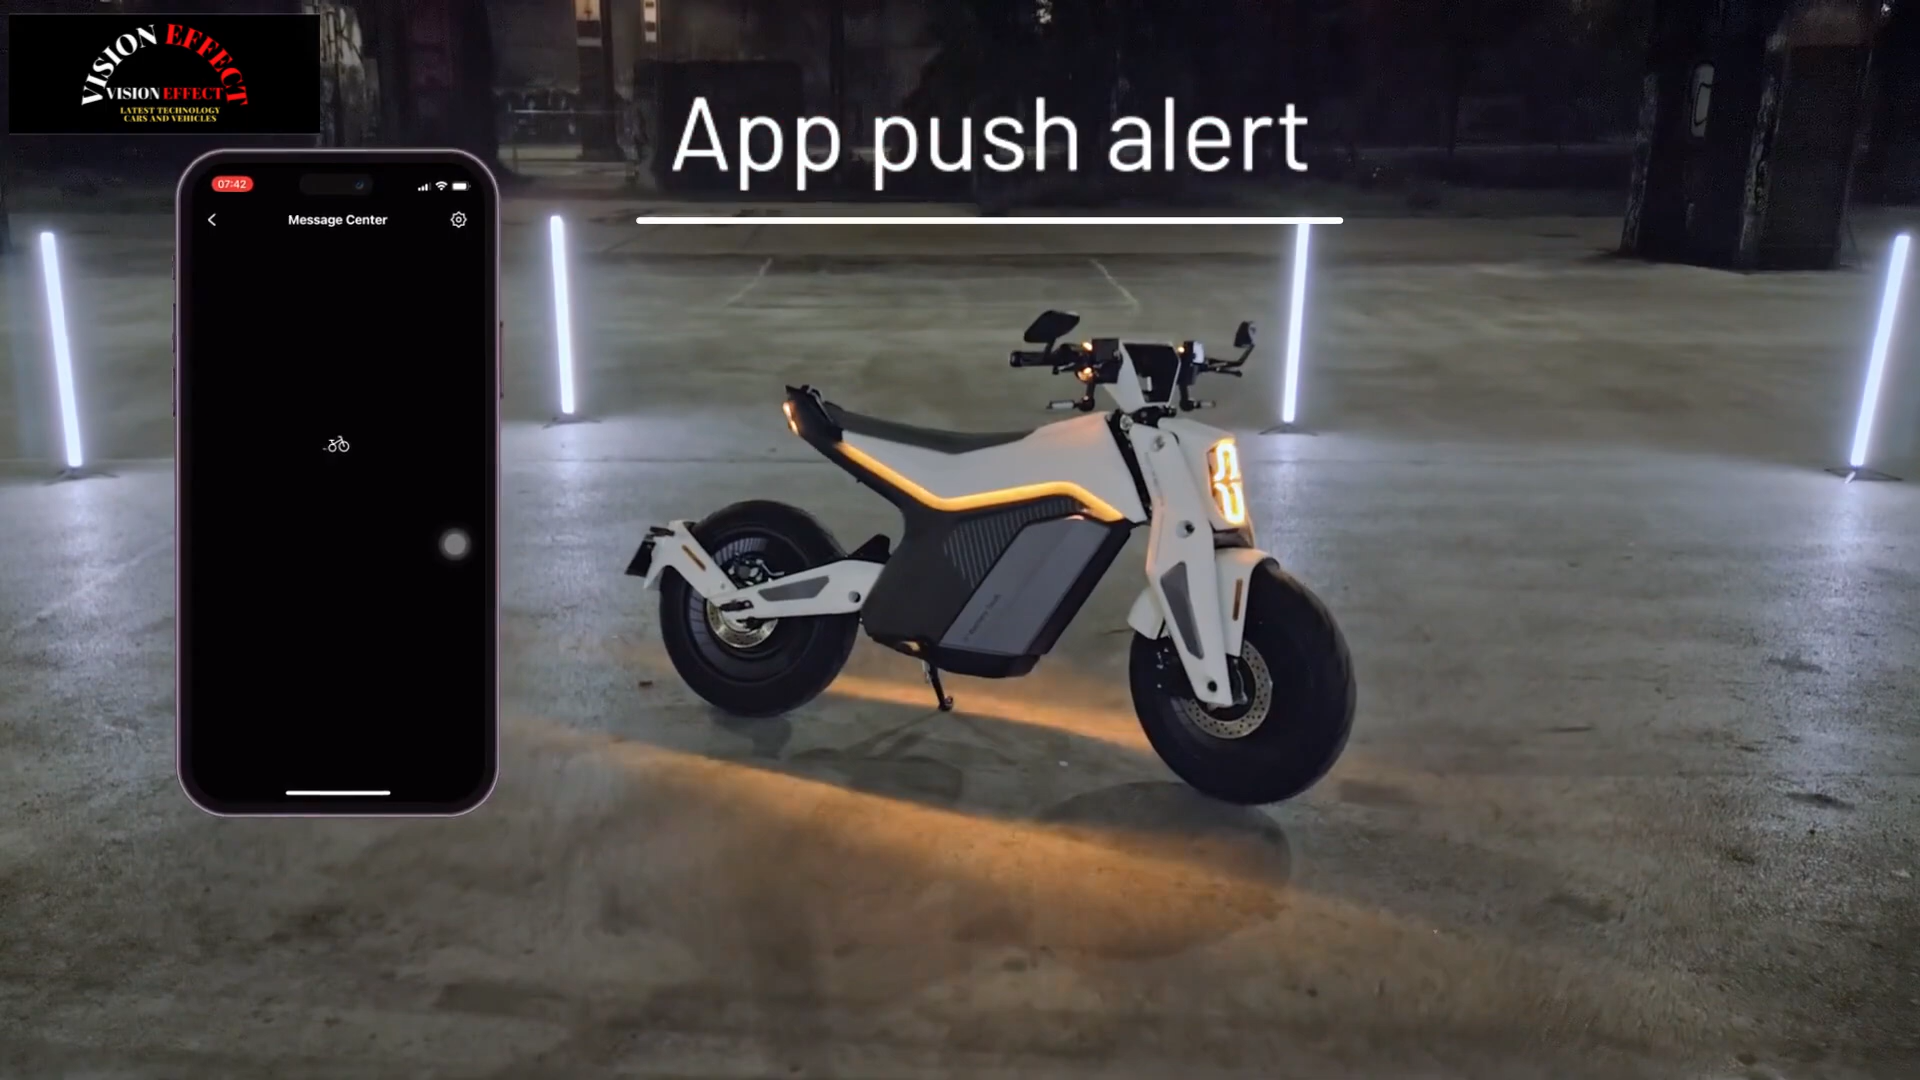 VISION EFFECT
VISION EFFECT
LATEST TECHNOLOGY
CARS AND VEHICLES
App push alert
07:42
Message Center